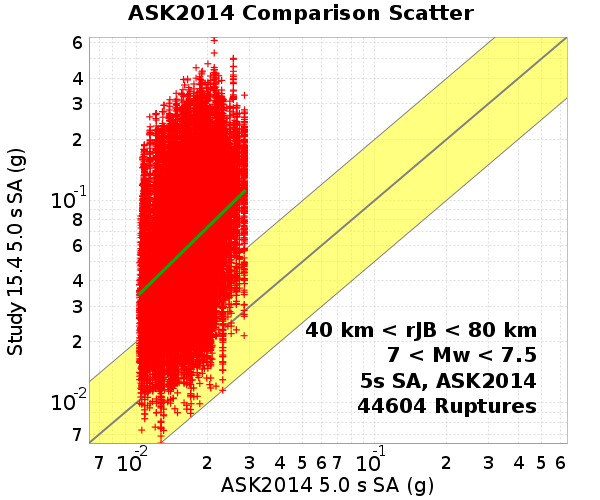 ASK2014 Comparison Scatter
Study 15.4 5.0 s SA (g)
6
4
3
2
10-1
8
6
4
3
2
10-2
7
40 km < rJB < 80 km
7 < Mw < 7.5
5s SA, ASK2014
44604 Ruptures
7 10-2 2 3 4 5 6 7 10-1 2 3 4 5 6
ASK2014 5.0 s SA (g)